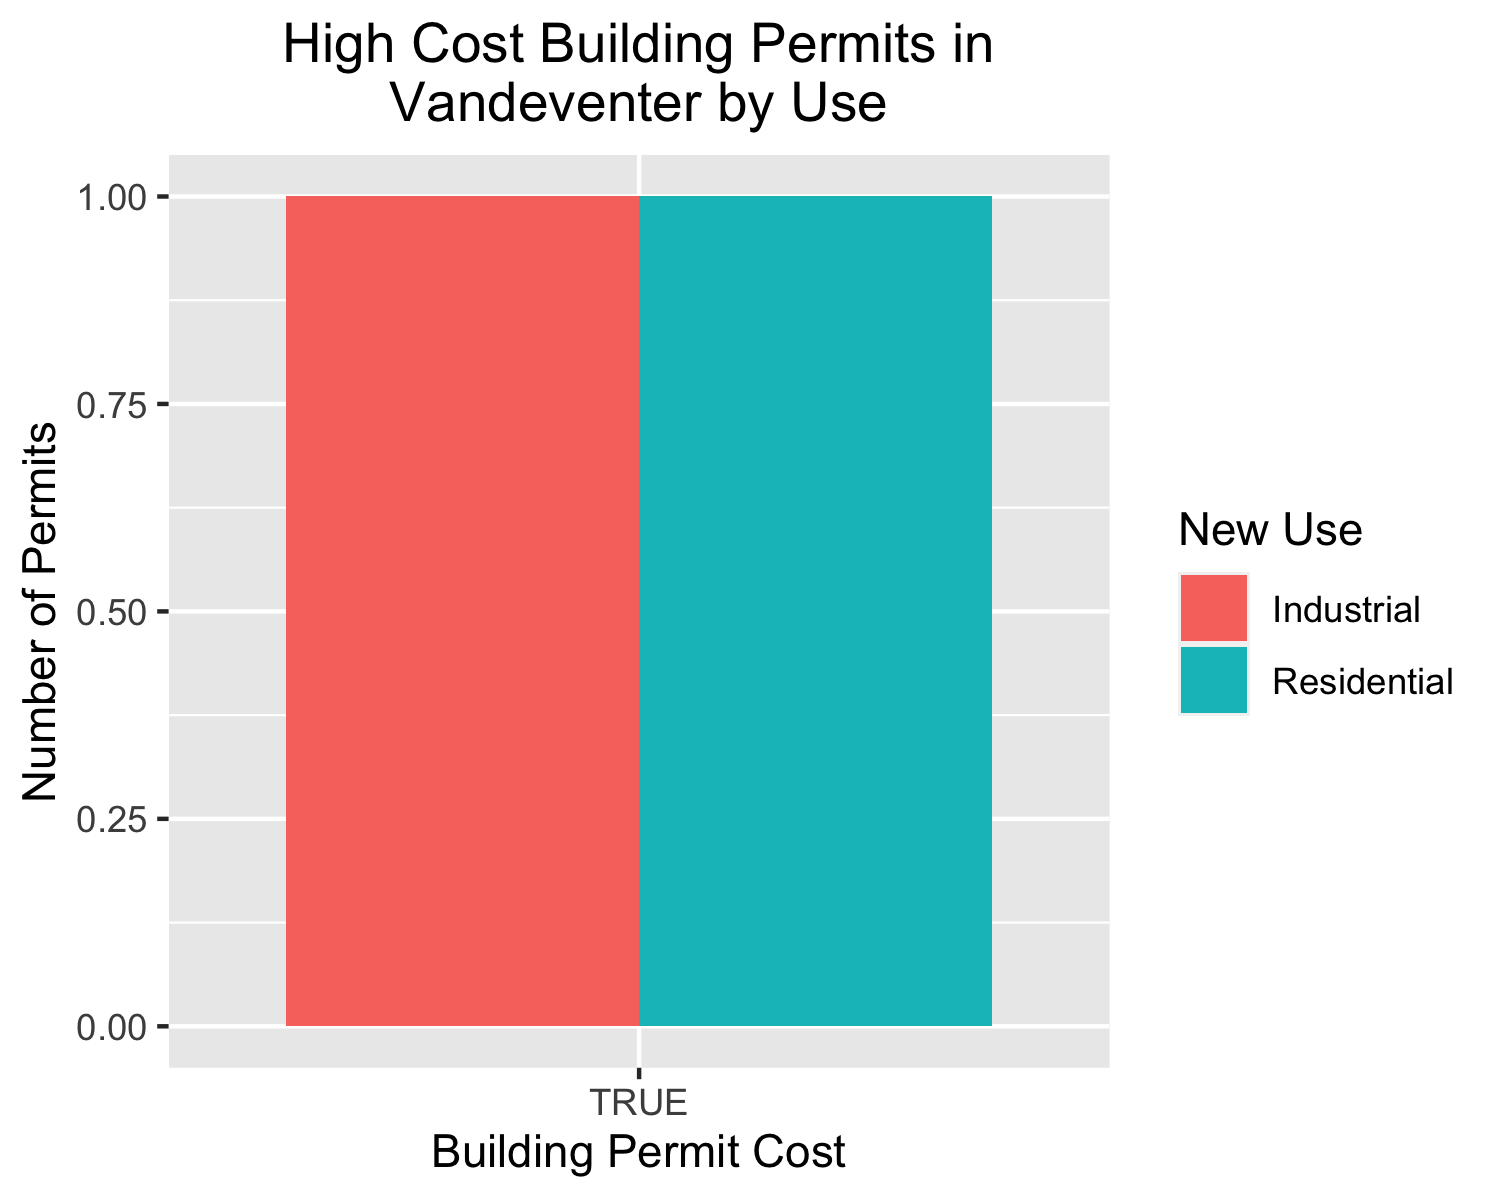 High Cost Building Permits in
Vandeventer by Use
Number of Permits
1.00
0.75
0.50
0.25
0.00
TRUE
Building Permit Cost
New Use
Industrial
Residential